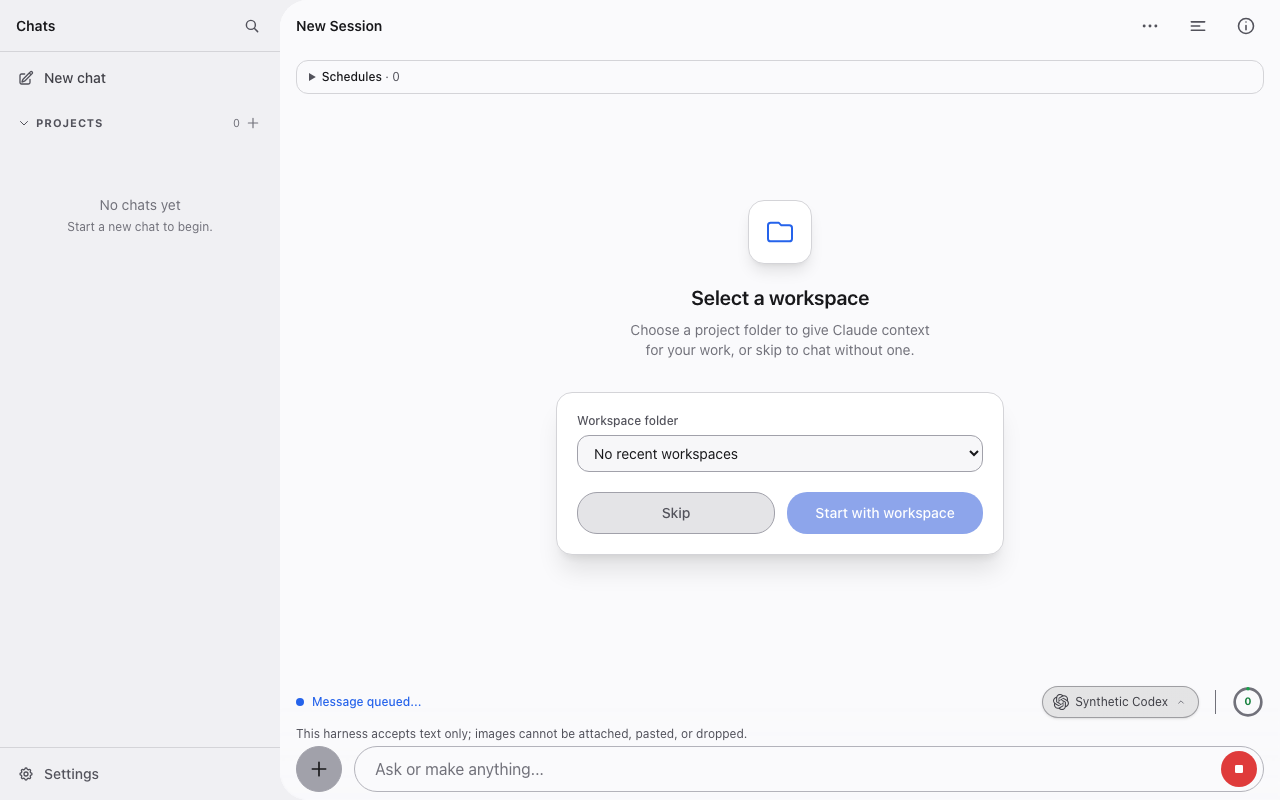 Chats
New chat
PROJECTS
0
No chats yet
Start a new chat to begin.
Settings
New Session
Schedules · 0
Select a workspace
Choose a project folder to give Claude context
for your work, or skip to chat without one.
Workspace folder
No recent workspaces
Skip
Start with workspace
Message queued...
Synthetic Codex
0
This harness accepts text only; images cannot be attached, pasted, or dropped.
Ask or make anything...